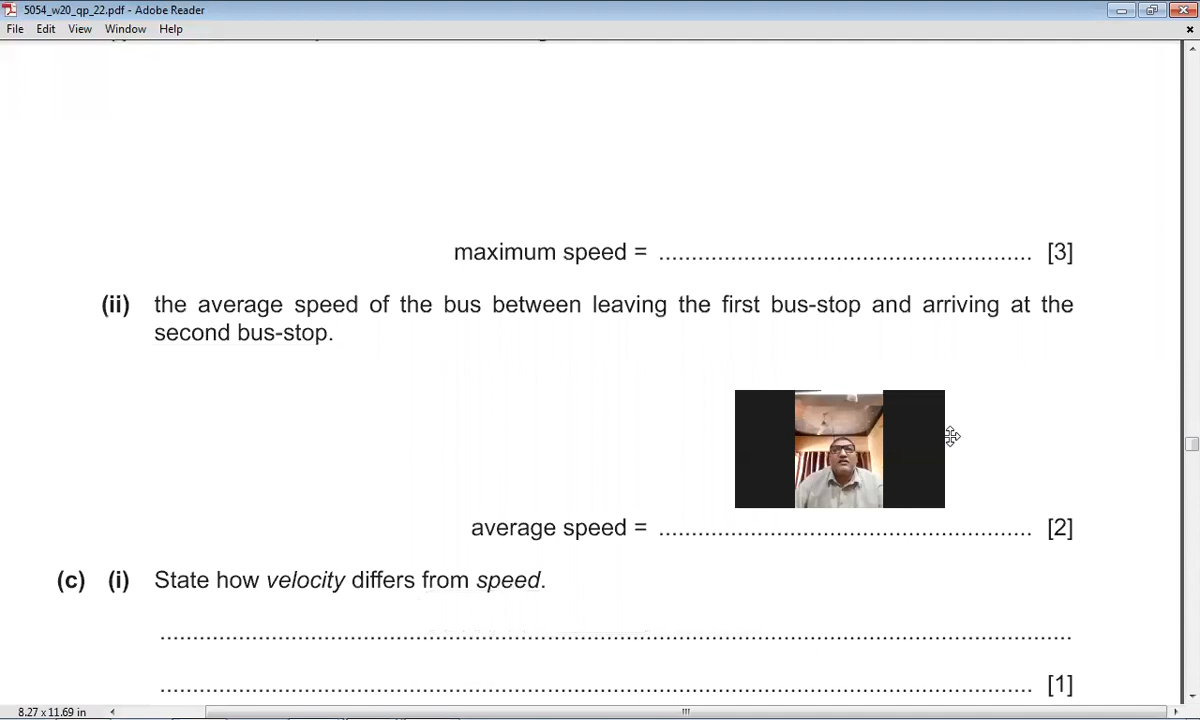 5054_w20_qp_22.pdf - Adobe Reader
File Edit View Window Help
maximum speed = ........................................................ [3]
(ii) the average speed of the bus between leaving the first bus-stop and arriving at the
second bus-stop.
average speed = ........................................................ [2]
(c) (i) State how velocity differs from speed.
..........................................................................................................................................
.................................................................................................................................... [1]
8.27 x 11.69 in